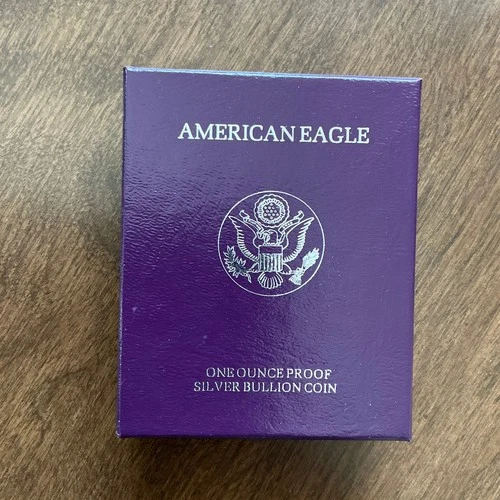 AMERICAN EAGLE
ONE OUNCE PROOF
SILVER BULLION COIN